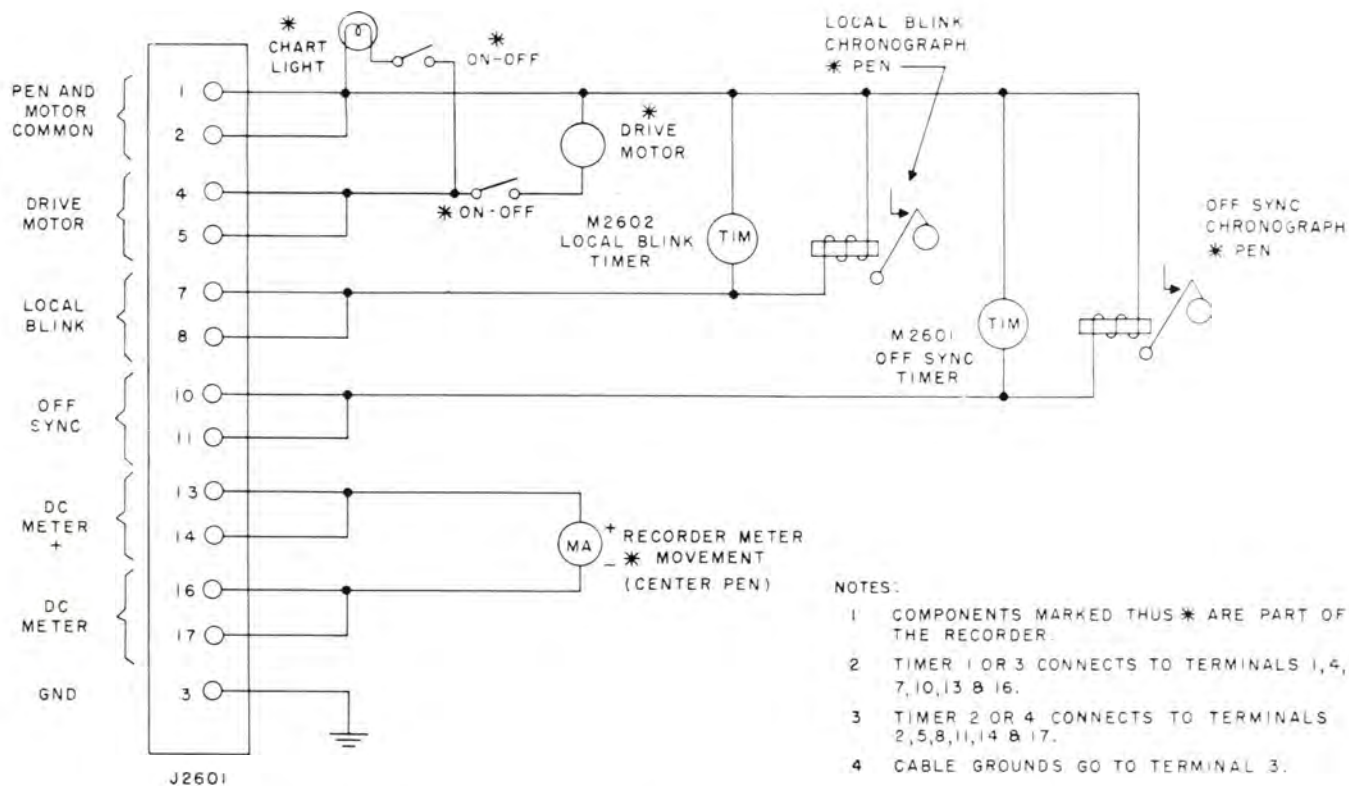 ✱
CHART
LIGHT
✱
ON-OFF
LOCAL BLINK
CHRONOGRAPH
✱ PEN
PEN AND
MOTOR
COMMON
1
2
✱
DRIVE
MOTOR
DRIVE
MOTOR
4
5
✱ ON-OFF
M2602
LOCAL BLINK
TIMER
TIM
OFF SYNC
CHRONOGRAPH
✱ PEN
LOCAL
BLINK
7
8
M2601
OFF SYNC
TIMER
TIM
OFF
SYNC
10
11
DC
METER
+
13
14
MA
+
−
RECORDER METER
✱ MOVEMENT
(CENTER PEN)
DC
METER
16
17
GND
3
J2601
NOTES:
1 COMPONENTS MARKED THUS ✱ ARE PART OF
THE RECORDER.
2 TIMER 1 OR 3 CONNECTS TO TERMINALS 1,4,
7,10,13 & 16.
3 TIMER 2 OR 4 CONNECTS TO TERMINALS
2,5,8,11,14 & 17.
4 CABLE GROUNDS GO TO TERMINAL 3.